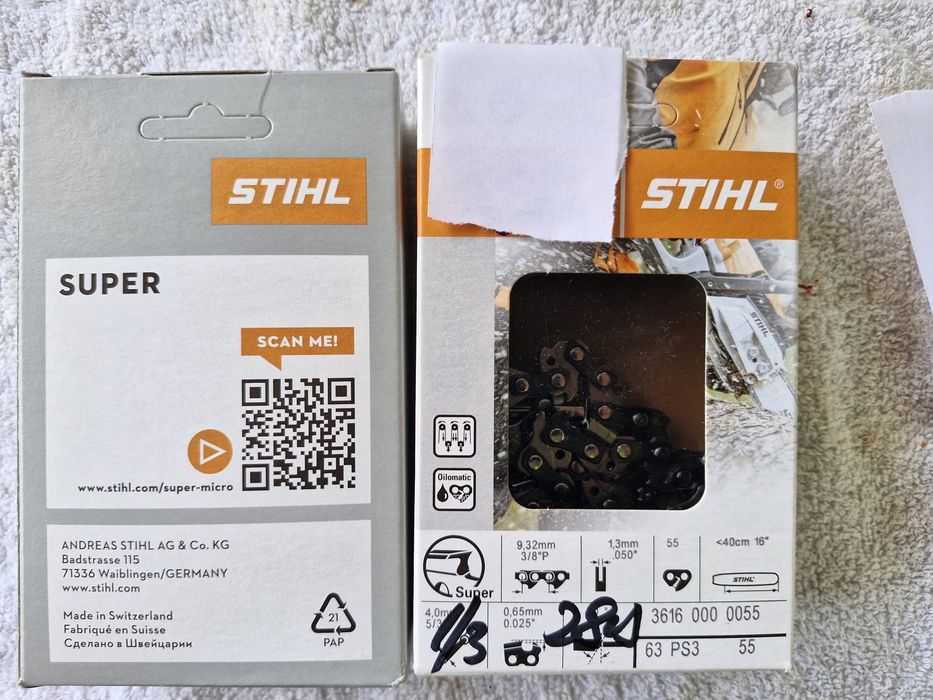 STIHL
SUPER
SCAN ME!
www.stihl.com/super-micro
ANDREAS STIHL AG & Co. KG
Badstrasse 115
71336 Waiblingen/GERMANY
www.stihl.com
Made in Switzerland
Fabriqué en Suisse
Сделано в Швейцарии
21
PAP
STIHL®
STIHL
Oilomatic
Super
9,32mm
3/8"P
1,3mm
.050"
55
<40cm 16"
STIHL
4,0mm
0,65mm
0.025"
3616 000 0055
63 PS3 55